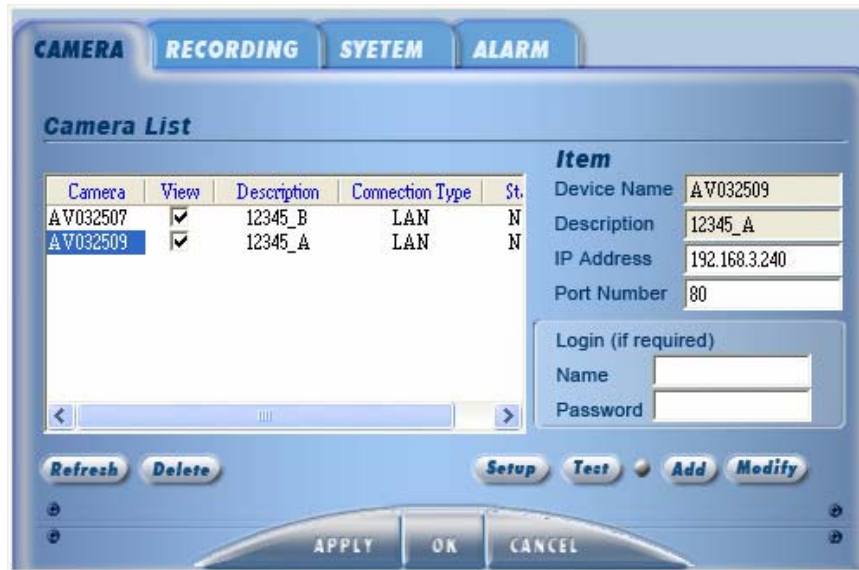 CAMERA RECORDING SYETEM ALARM
Camera List
Item
Camera View Description Connection Type St
AV032507 12345_B LAN N
AV032509 12345_A LAN N
Device Name AV032509
Description 12345_A
IP Address 192.168.3.240
Port Number 80
Login (if required)
Name
Password
Refresh Delete Setup Test Add Modify
APPLY OK CANCEL